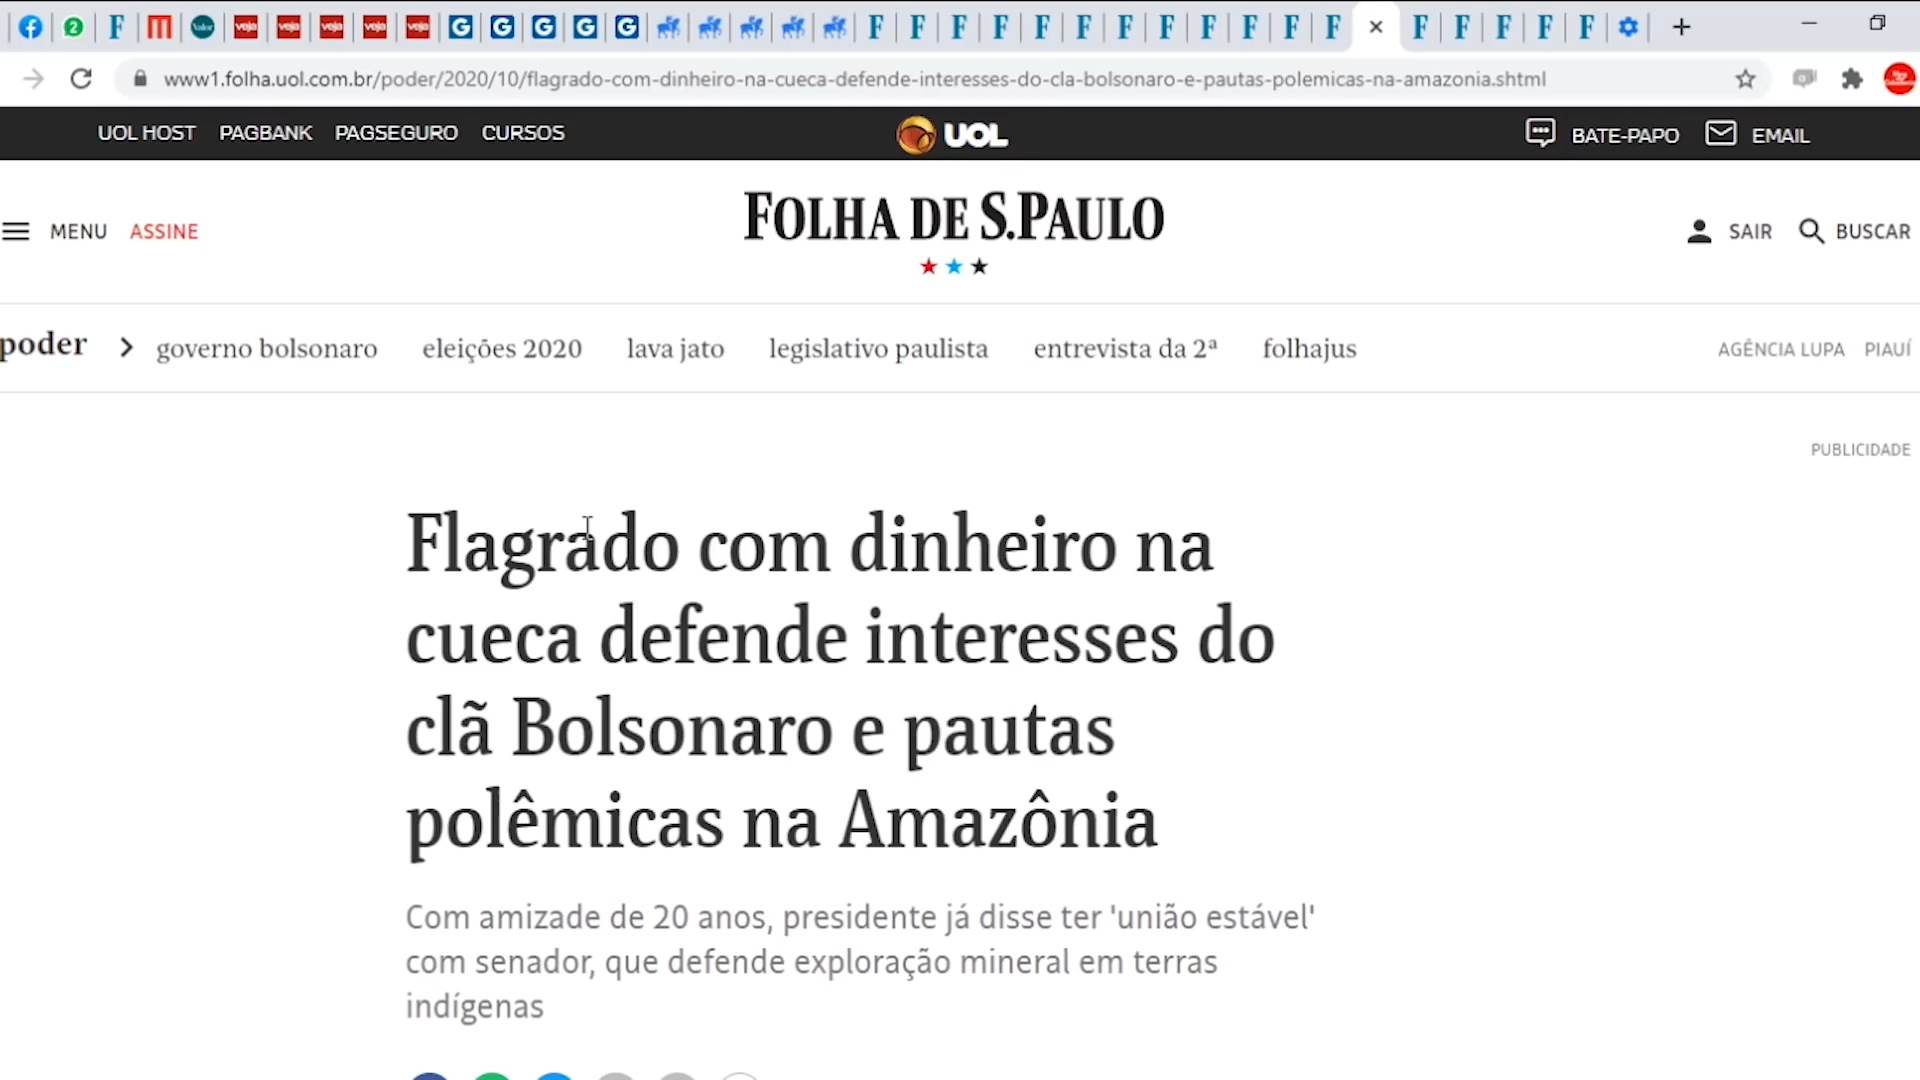 www1.folha.uol.com.br/poder/2020/10/flagrado-com-dinheiro-na-cueca-defende-interesses-do-cla-bolsonaro-e-pautas-polemicas-na-amazonia.shtml
UOL HOST PAGBANK PAGSEGURO CURSOS UOL BATE-PAPO EMAIL
MENU ASSINE FOLHA DE S.PAULO SAIR BUSCAR
poder governo bolsonaro eleições 2020 lava jato legislativo paulista entrevista da 2ª folhajus AGÊNCIA LUPA PIAUÍ
PUBLICIDADE
Flagrado com dinheiro na
cueca defende interesses do
clã Bolsonaro e pautas
polêmicas na Amazônia
Com amizade de 20 anos, presidente já disse ter 'união estável'
com senador, que defende exploração mineral em terras
indígenas